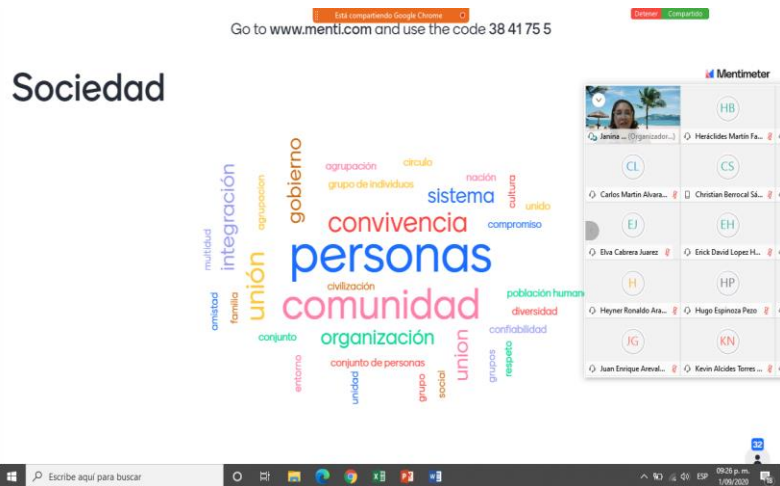 Está compartiendo Google Chrome
Detener Compartido
Go to www.menti.com and use the code 38 41 75 5
Mentimeter
Sociedad
personas
comunidad
convivencia
organización
sistema
unión
gobierno
integración
union
agrupación
círculo
grupo de individuos
nación
cultura
unido
compromiso
agrupacion
multidud
amistad
familia
civilización
población human
diversidad
confiabilidad
conjunto
conjunto de personas
entorno
unidad
grupo
social
grupos
respeto
Janina ... (Organizador...)
HB
Heráclides Martín Fa...
CL
Carlos Martin Alvara...
CS
Christian Berrocal Sá...
EJ
Elva Cabrera Juarez
EH
Erick David Lopez H...
H
Heyner Ronaldo Ara...
HP
Hugo Espinoza Pezo
JG
Juan Enrique Areval...
KN
Kevin Alcides Torres ...
32
Escribe aquí para buscar
ESP
09:26 p. m.
1/09/2020